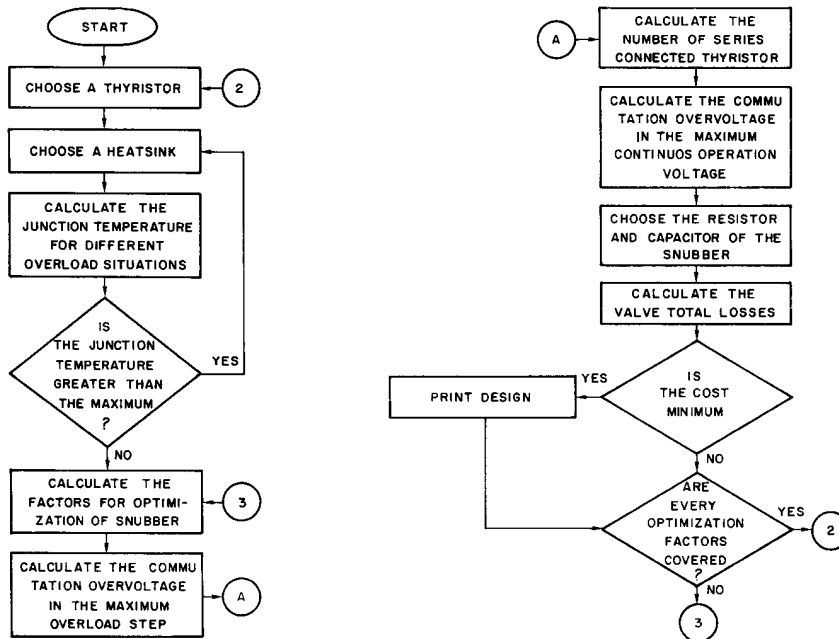 START
CHOOSE A THYRISTOR
2
CHOOSE A HEATSINK
CALCULATE THE
JUNCTION TEMPERATURE
FOR DIFFERENT
OVERLOAD SITUATIONS
IS
THE JUNCTION
TEMPERATURE
GREATER THAN
THE MAXIMUM
?
YES
NO
CALCULATE THE
FACTORS FOR OPTIMI-
ZATION OF SNUBBER
3
CALCULATE THE COMMU
TATION OVERVOLTAGE
IN THE MAXIMUM
OVERLOAD STEP
A
A
CALCULATE THE
NUMBER OF SERIES
CONNECTED THYRISTOR
CALCULATE THE COMMU
TATION OVERVOLTAGE
IN THE MAXIMUM
CONTINUOS OPERATION
VOLTAGE
CHOOSE THE RESISTOR
AND CAPACITOR OF THE
SNUBBER
CALCULATE THE
VALVE TOTAL LOSSES
IS
THE COST
MINIMUM
YES
PRINT DESIGN
NO
ARE
EVERY
OPTIMIZATION
FACTORS
COVERED
?
YES
2
NO
3